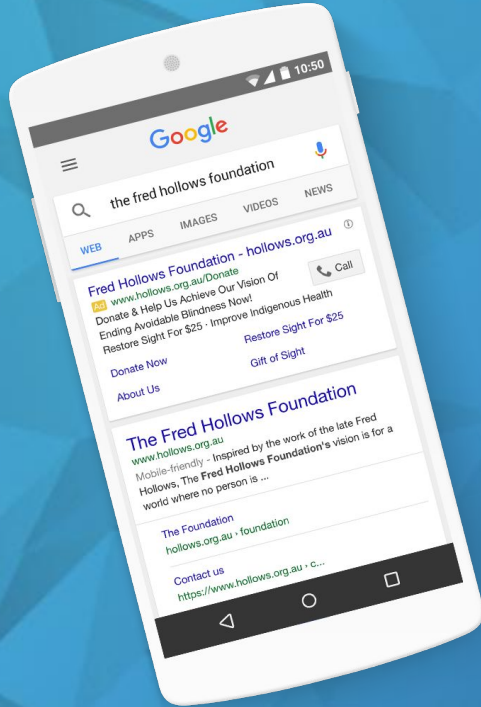 10:50
Google
the fred hollows foundation
WEB APPS IMAGES VIDEOS NEWS
Fred Hollows Foundation - hollows.org.au
Ad www.hollows.org.au/Donate
Donate & Help Us Achieve Our Vision Of
Ending Avoidable Blindness Now!
Restore Sight For $25 · Improve Indigenous Health
Call
Donate Now Restore Sight For $25
About Us Gift of Sight
The Fred Hollows Foundation
www.hollows.org.au
Mobile-friendly - Inspired by the work of the late Fred
Hollows, The Fred Hollows Foundation's vision is for a
world where no person is ...
The Foundation
hollows.org.au › foundation
Contact us
https://www.hollows.org.au › c...